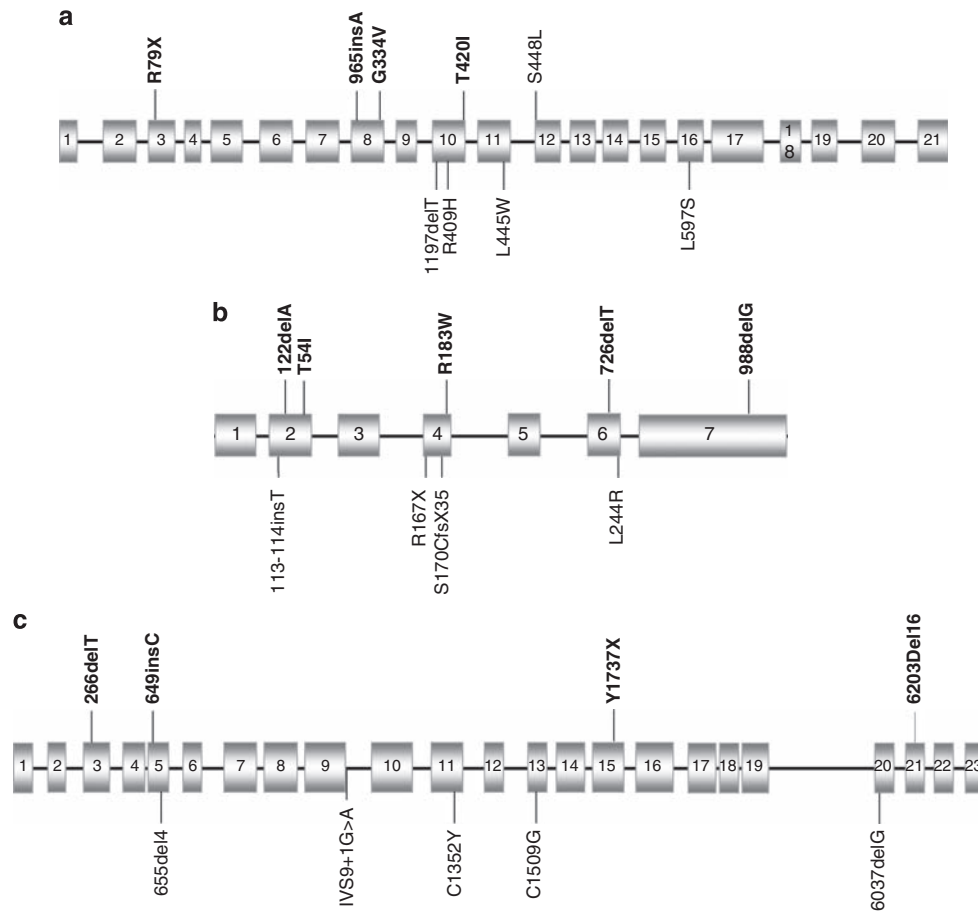 a
R79X
965insA
G334V
T420I
S448L
1 2 3 4 5 6 7 8 9 10 11 12 13 14 15 16 17 18 19 20 21
1197delT
R409H
L445W
L597S
b
122delA
T54I
R183W
726delT
988delG
1 2 3 4 5 6 7
113-114insT
R167X
S170CfsX35
L244R
c
266delT
649insC
Y1737X
6203Del16
1 2 3 4 5 6 7 8 9 10 11 12 13 14 15 16 17 18 19 20 21 22 23
655del4
IVS9+1G>A
C1352Y
C1509G
6037delG